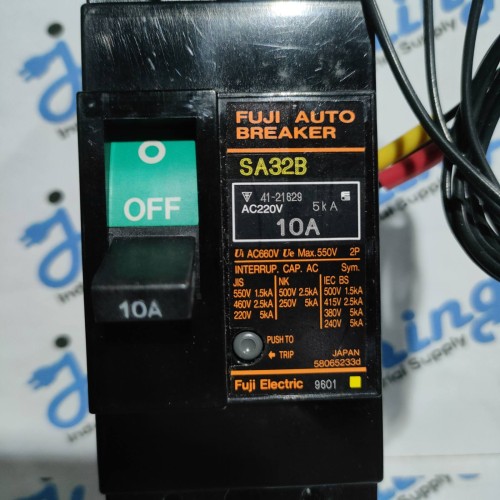 FUJI AUTO
BREAKER
SA32B
41-21629
AC220V 5kA
10A
Ui AC660V Ue Max.550V 2P
INTERRUP. CAP. AC Sym.
JIS NK IEC BS
550V 1.5kA 500V 2.5kA 500V 1.5kA
460V 2.5kA 250V 5kA 415V 2.5kA
220V 5kA 380V 5kA
240V 5kA
PUSH TO
← TRIP
JAPAN
58065233d
Fuji Electric 9601
O
OFF
10A